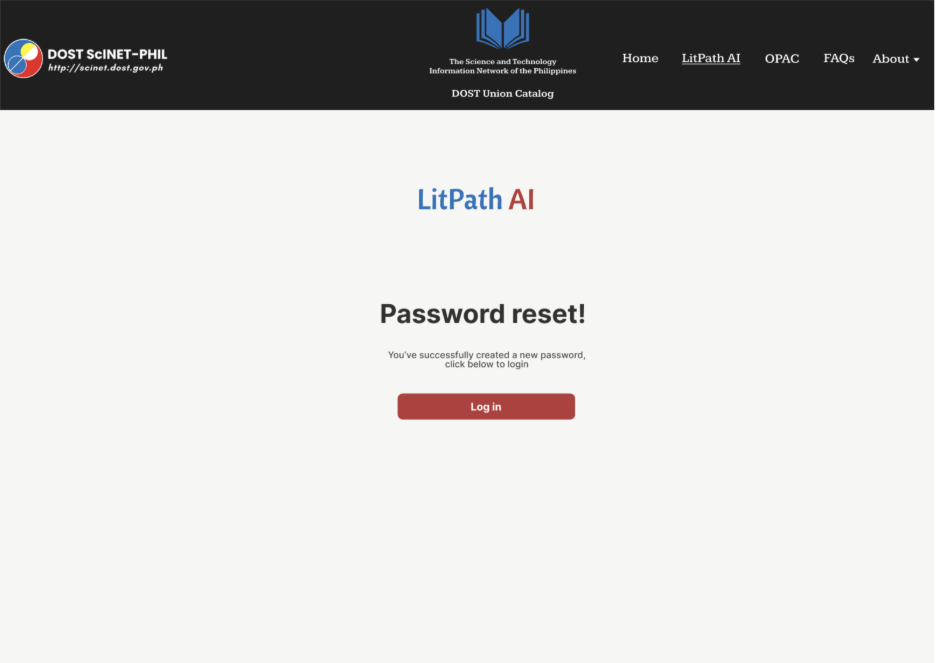 DOST ScINET-PHIL
http://scinet.dost.gov.ph
The Science and Technology
Information Network of the Philippines
DOST Union Catalog
Home
LitPath AI
OPAC
FAQs
About
LitPath AI
Password reset!
You've successfully created a new password,
click below to login
Log in